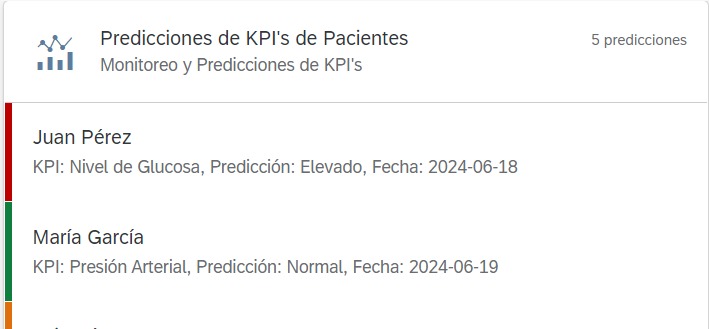 Predicciones de KPI's de Pacientes
5 predicciones
Monitoreo y Predicciones de KPI's
Juan Pérez
KPI: Nivel de Glucosa, Predicción: Elevado, Fecha: 2024-06-18
María García
KPI: Presión Arterial, Predicción: Normal, Fecha: 2024-06-19